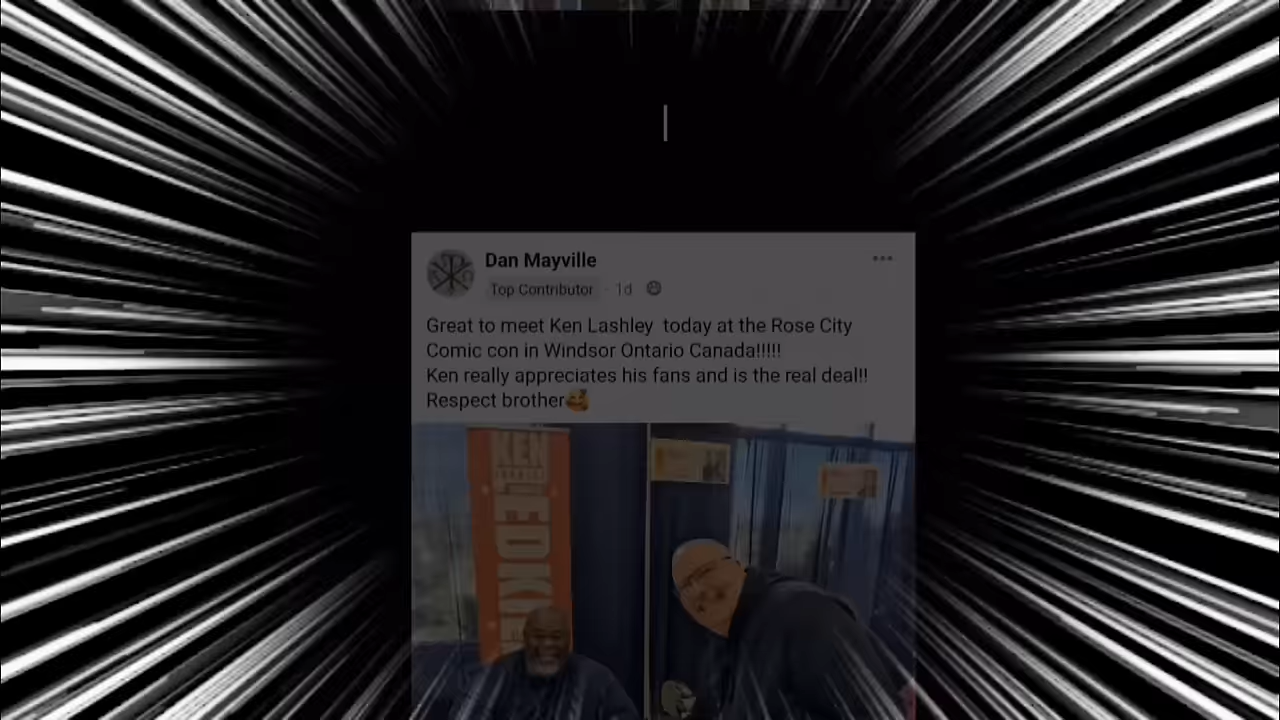 Dan Mayville
Top Contributor · 1d
Great to meet Ken Lashley today at the Rose City
Comic con in Windsor Ontario Canada!!!!!
Ken really appreciates his fans and is the real deal!!
Respect brother🥰
KEN